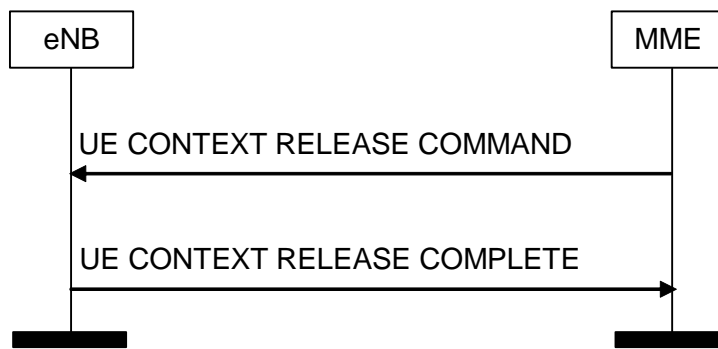 eNB
MME
UE CONTEXT RELEASE COMMAND
UE CONTEXT RELEASE COMPLETE